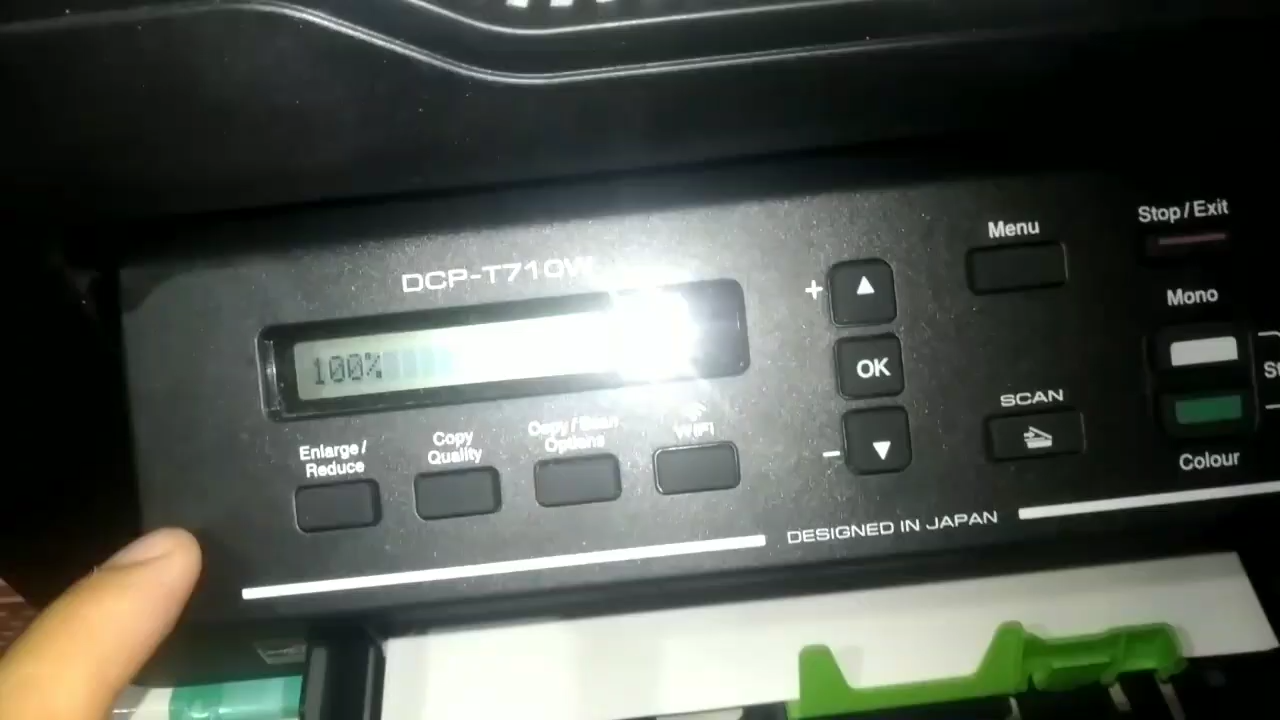 DCP-T710W
100%
Enlarge /
Reduce
Copy
Quality
Copy / Scan
Options
WiFi
+
OK
−
Menu
SCAN
Stop / Exit
Mono
St
Colour
DESIGNED IN JAPAN